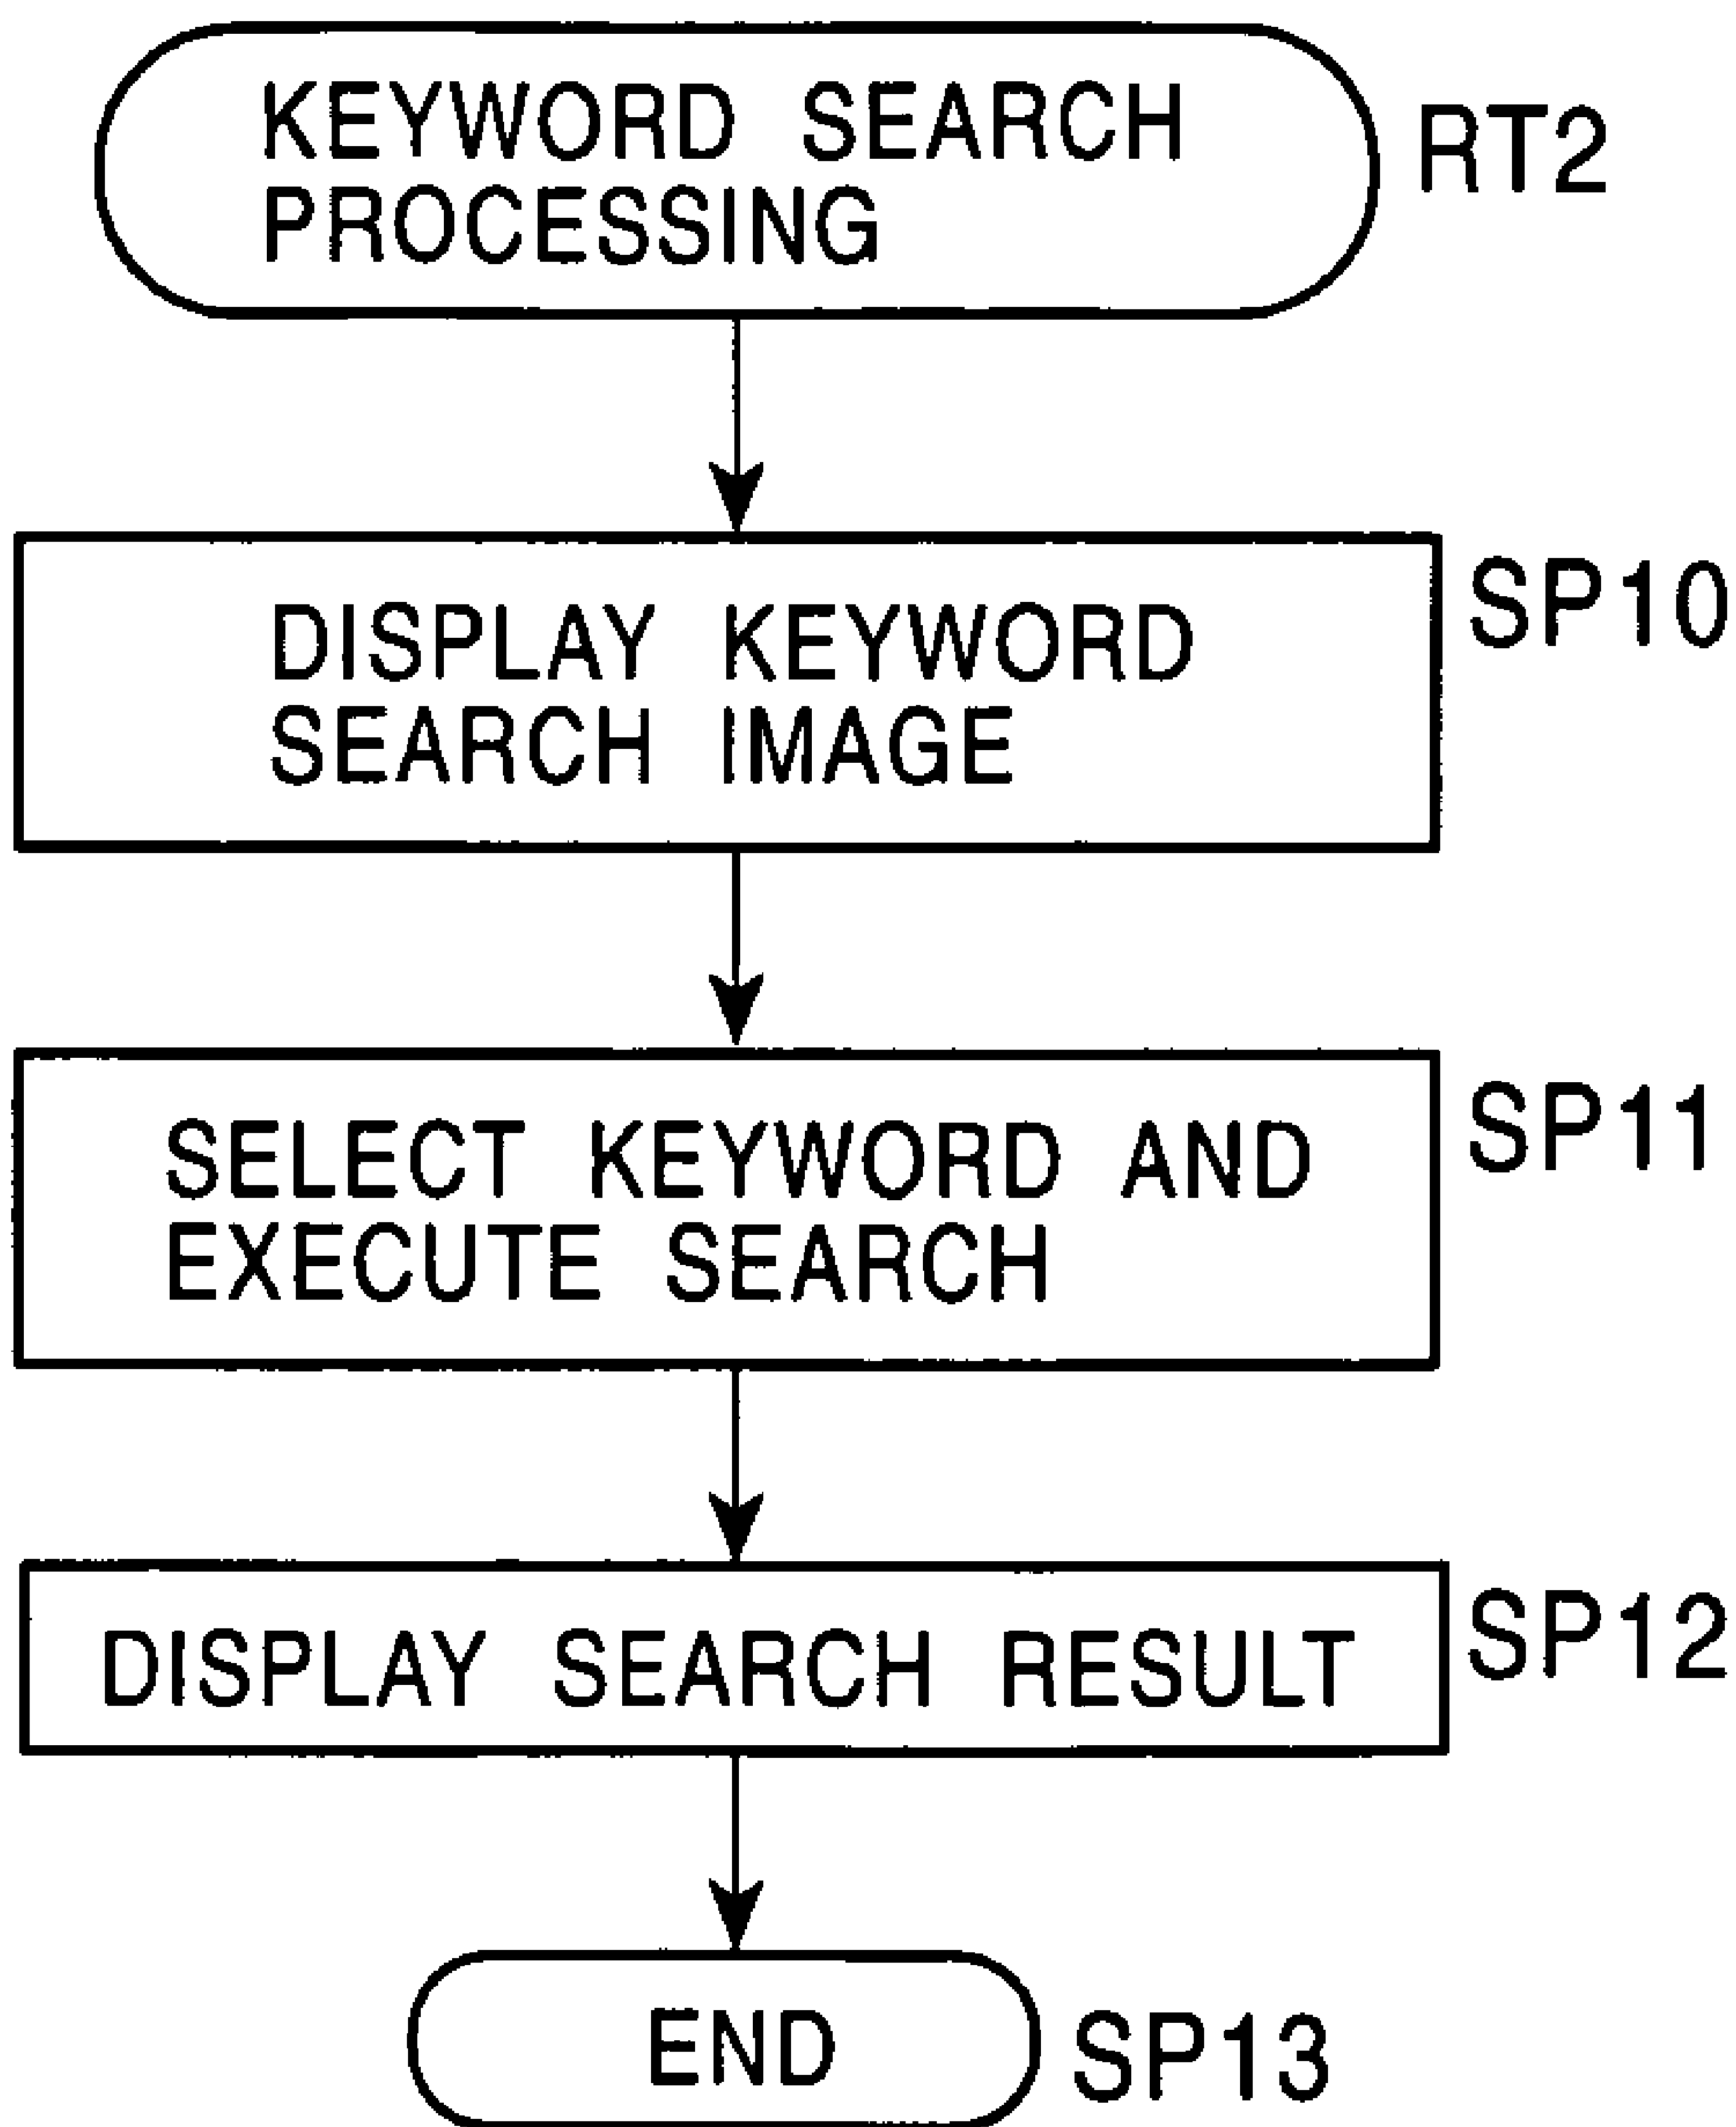 KEYWORD SEARCH
PROCESSING
RT2
DISPLAY KEYWORD
SEARCH IMAGE
SP10
SELECT KEYWORD AND
EXECUTE SEARCH
SP11
DISPLAY SEARCH RESULT
SP12
END
SP13